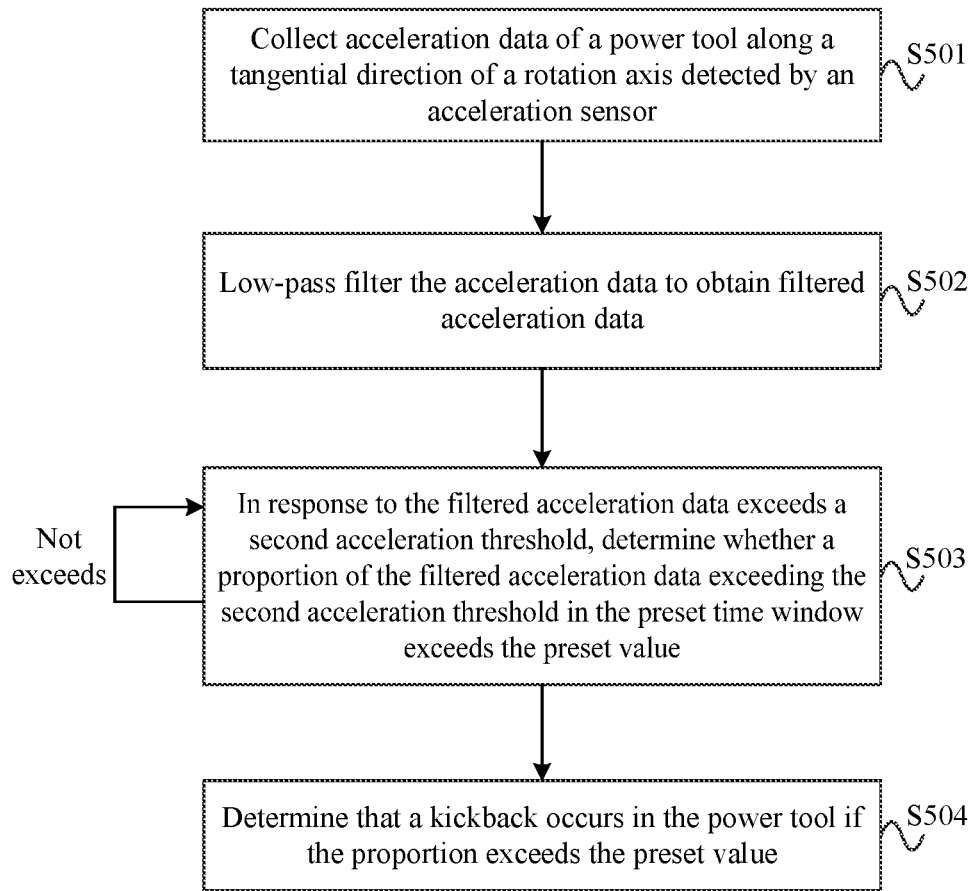 Collect acceleration data of a power tool along a
tangential direction of a rotation axis detected by an
acceleration sensor
S501
Low-pass filter the acceleration data to obtain filtered
acceleration data
S502
Not
exceeds
In response to the filtered acceleration data exceeds a
second acceleration threshold, determine whether a
proportion of the filtered acceleration data exceeding the
second acceleration threshold in the preset time window
exceeds the preset value
S503
Determine that a kickback occurs in the power tool if
the proportion exceeds the preset value
S504